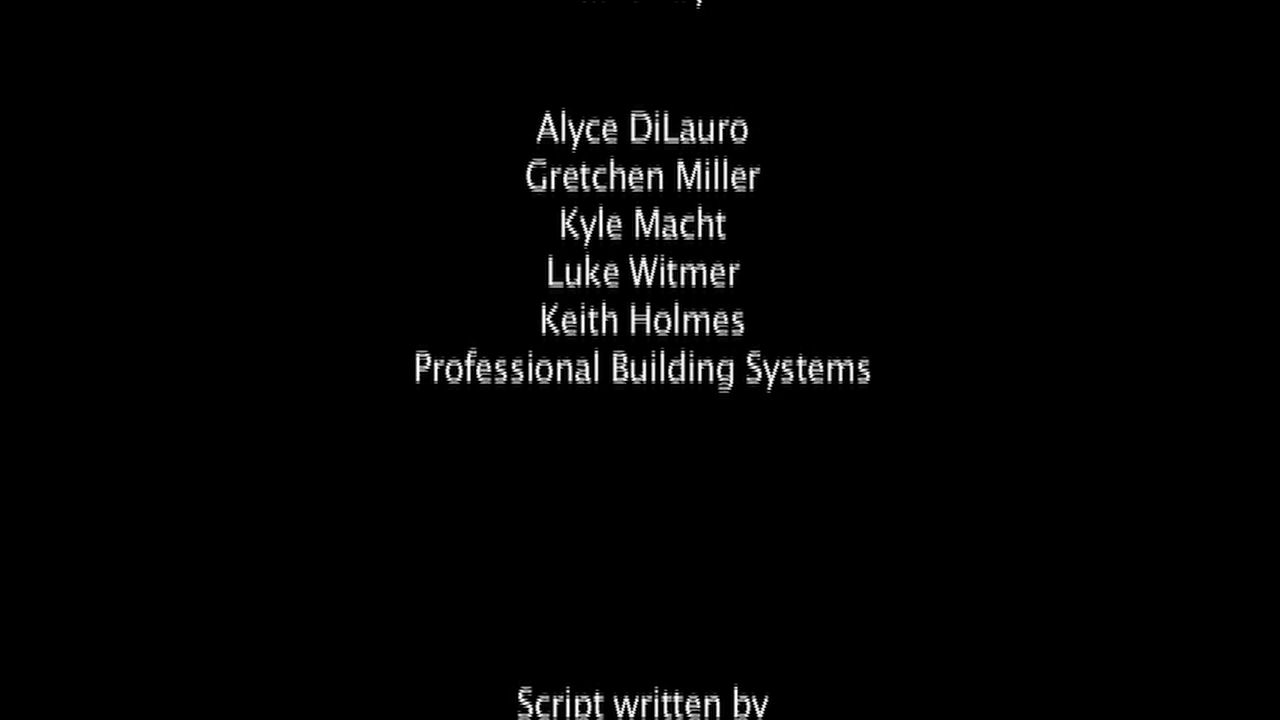 Alyce DiLauro
Gretchen Miller
Kyle Macht
Luke Witmer
Keith Holmes
Professional Building Systems
Script written by